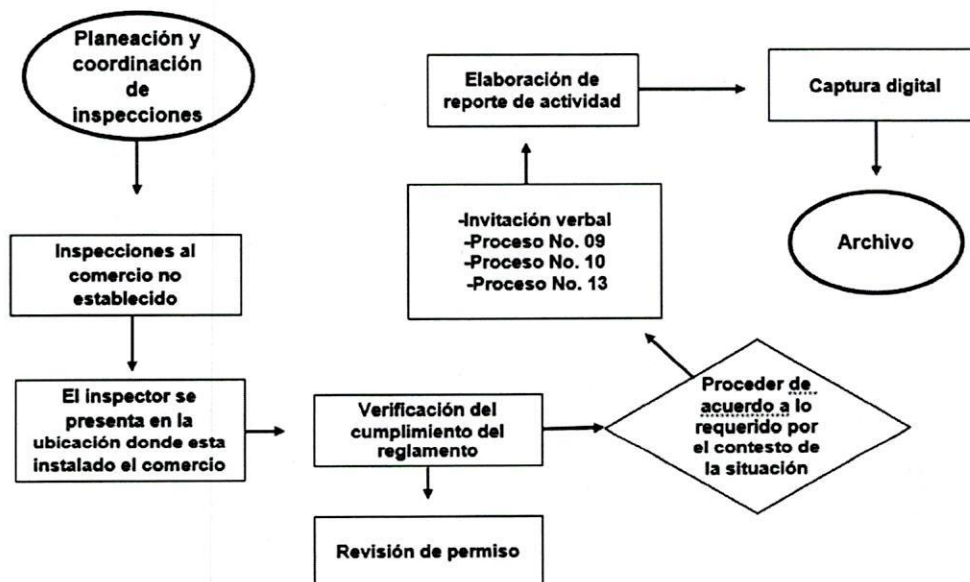 Planeación y
coordinación
de
inspecciones
Inspecciones al
comercio no
establecido
El inspector se
presenta en la
ubicación donde esta
instalado el comercio
Verificación del
cumplimiento del
reglamento
Revisión de permiso
Proceder de
acuerdo a lo
requerido por
el contesto de
la situación
-Invitación verbal
-Proceso No. 09
-Proceso No. 10
-Proceso No. 13
Elaboración de
reporte de actividad
Captura digital
Archivo